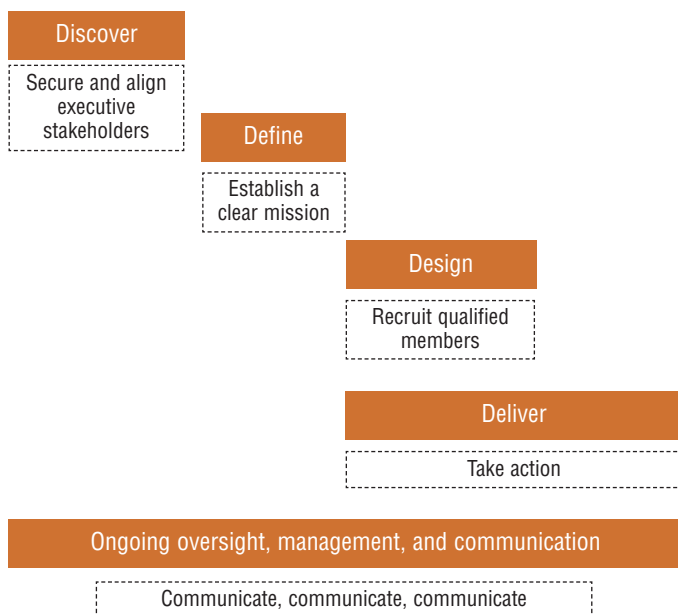 Discover
Secure and align
executive
stakeholders
Define
Establish a
clear mission
Design
Recruit qualified
members
Deliver
Take action
Ongoing oversight, management, and communication
Communicate, communicate, communicate